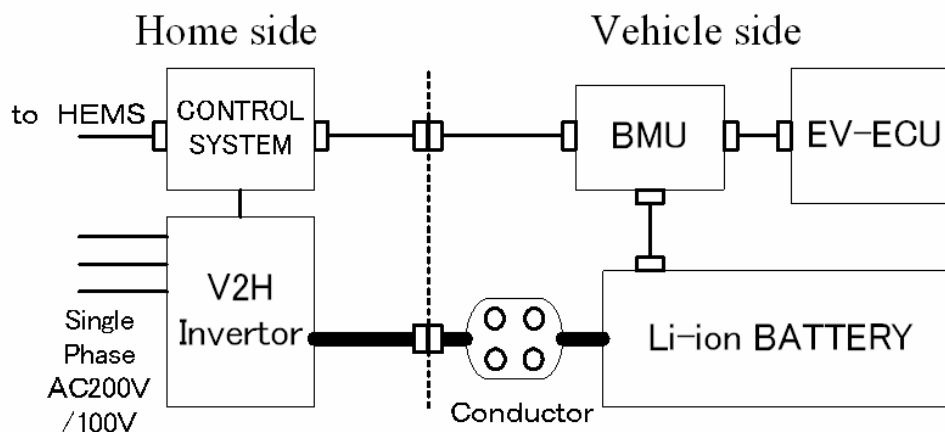 Home side
Vehicle side
to HEMS
CONTROL
SYSTEM
BMU
EV-ECU
V2H
Invertor
Single
Phase
AC200V
/100V
Conductor
Li-ion BATTERY